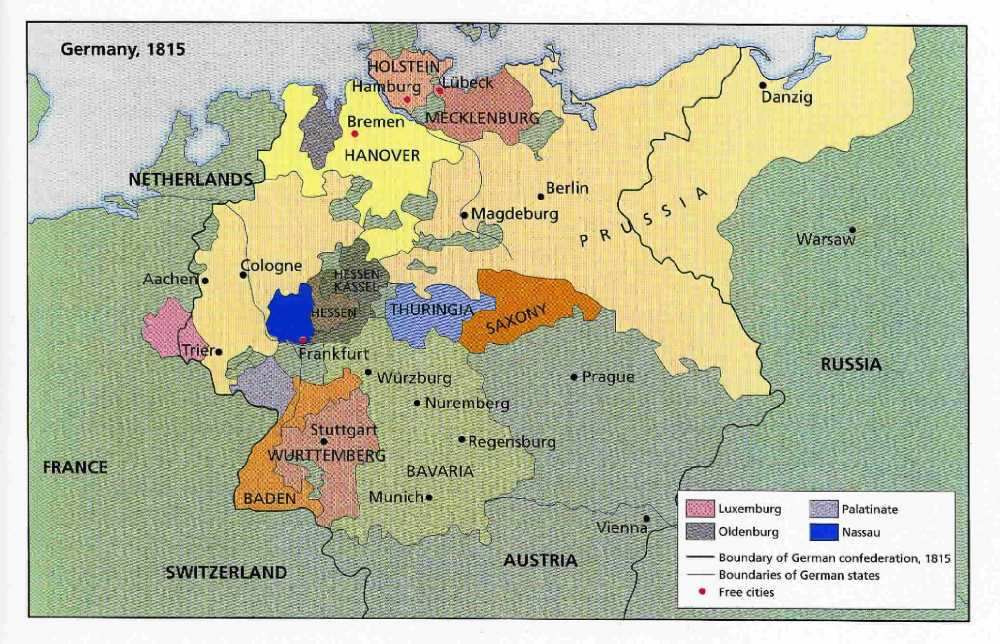 Germany, 1815
HOLSTEIN
Hamburg
Lübeck
Danzig
MECKLENBURG
Bremen
HANOVER
NETHERLANDS
Berlin
Magdeburg
PRUSSIA
Warsaw
Cologne
Aachen
HESSEN
KASSEL
HESSEN
THURINGIA
SAXONY
Trier
Frankfurt
RUSSIA
Würzburg
Prague
Nuremberg
Stuttgart
Regensburg
WURTTEMBERG
FRANCE
BAVARIA
BADEN
Munich
Vienna
AUSTRIA
SWITZERLAND
Luxemburg
Palatinate
Oldenburg
Nassau
Boundary of German confederation, 1815
Boundaries of German states
Free cities